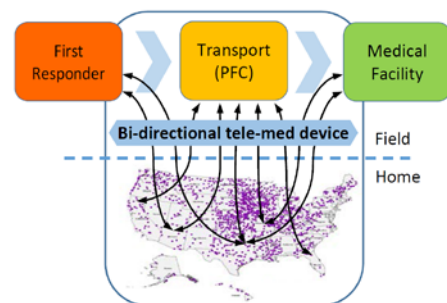 First
Responder
Transport
(PFC)
Medical
Facility
Bi-directional tele-med device
Field
Home